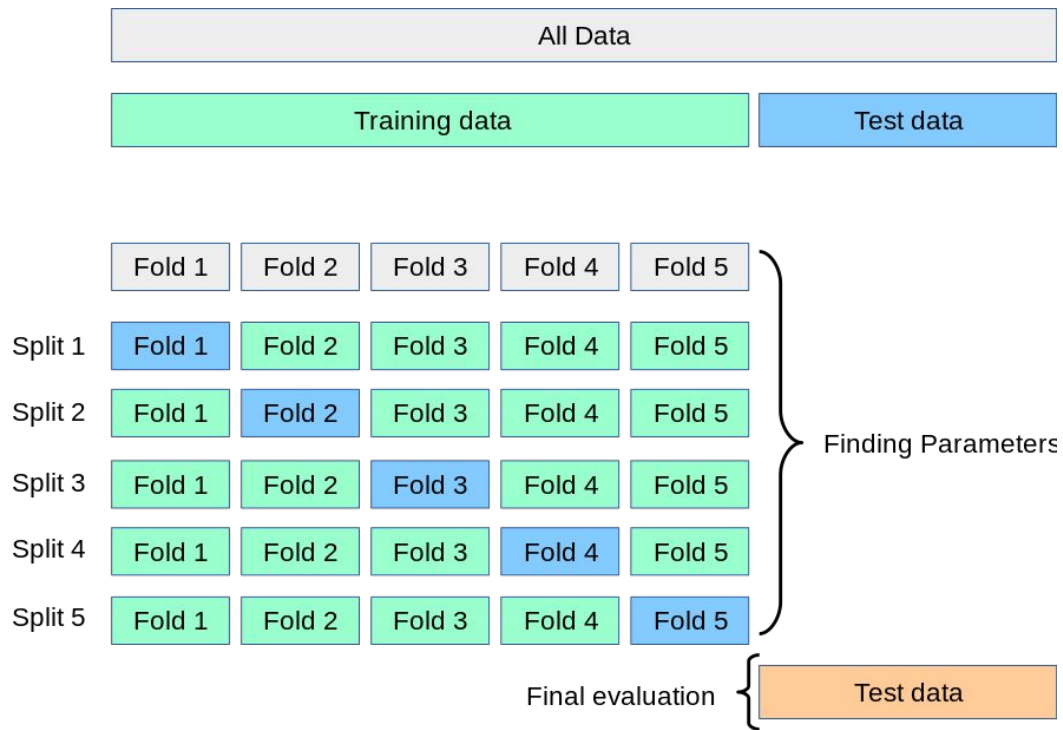 All Data
Training data Test data
Fold 1 Fold 2 Fold 3 Fold 4 Fold 5
Split 1 Fold 1 Fold 2 Fold 3 Fold 4 Fold 5
Split 2 Fold 1 Fold 2 Fold 3 Fold 4 Fold 5
Finding Parameters
Split 3 Fold 1 Fold 2 Fold 3 Fold 4 Fold 5
Split 4 Fold 1 Fold 2 Fold 3 Fold 4 Fold 5
Split 5 Fold 1 Fold 2 Fold 3 Fold 4 Fold 5
Final evaluation Test data